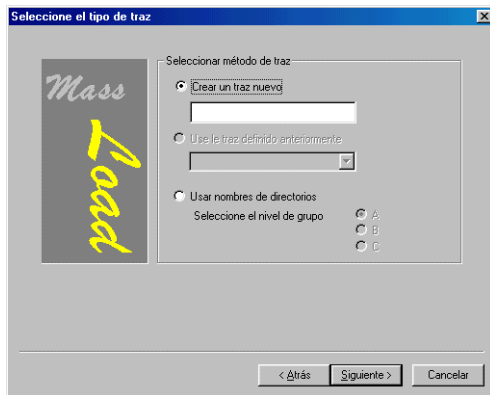 Seleccione el tipo de traz
Mass
Load
Seleccionar método de traz
Crear un traz nuevo
Use le traz definido anteriormente
Usar nombres de directorios
Seleccione el nivel de grupo
A
B
C
< Atrás
Siguiente >
Cancelar